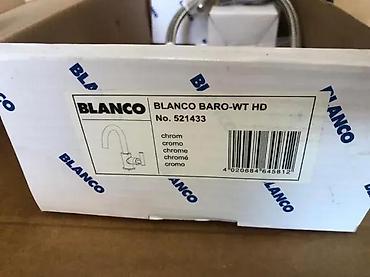 BLANCO
BLANCO
BLANCO
BLANCO BARO-WT HD
No. 521433
chrom
cromo
chrome
chromé
cromo
4 020684 645812
BLANCO
BLANCO
BLANCO